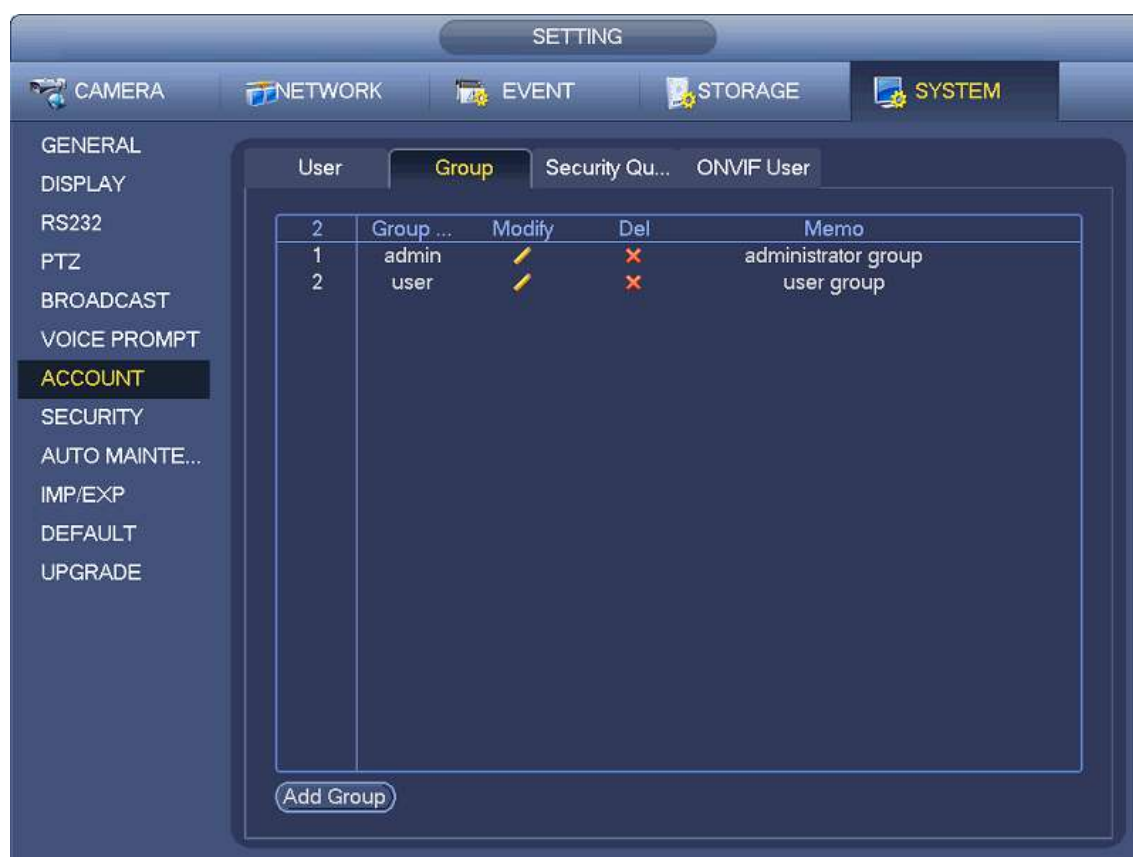 SETTING
CAMERA NETWORK EVENT STORAGE SYSTEM
GENERAL
DISPLAY
RS232
PTZ
BROADCAST
VOICE PROMPT
ACCOUNT
SECURITY
AUTO MAINTE...
IMP/EXP
DEFAULT
UPGRADE
User Group Security Qu... ONVIF User
2 Group ... Modify Del Memo
1 admin administrator group
2 user user group
Add Group